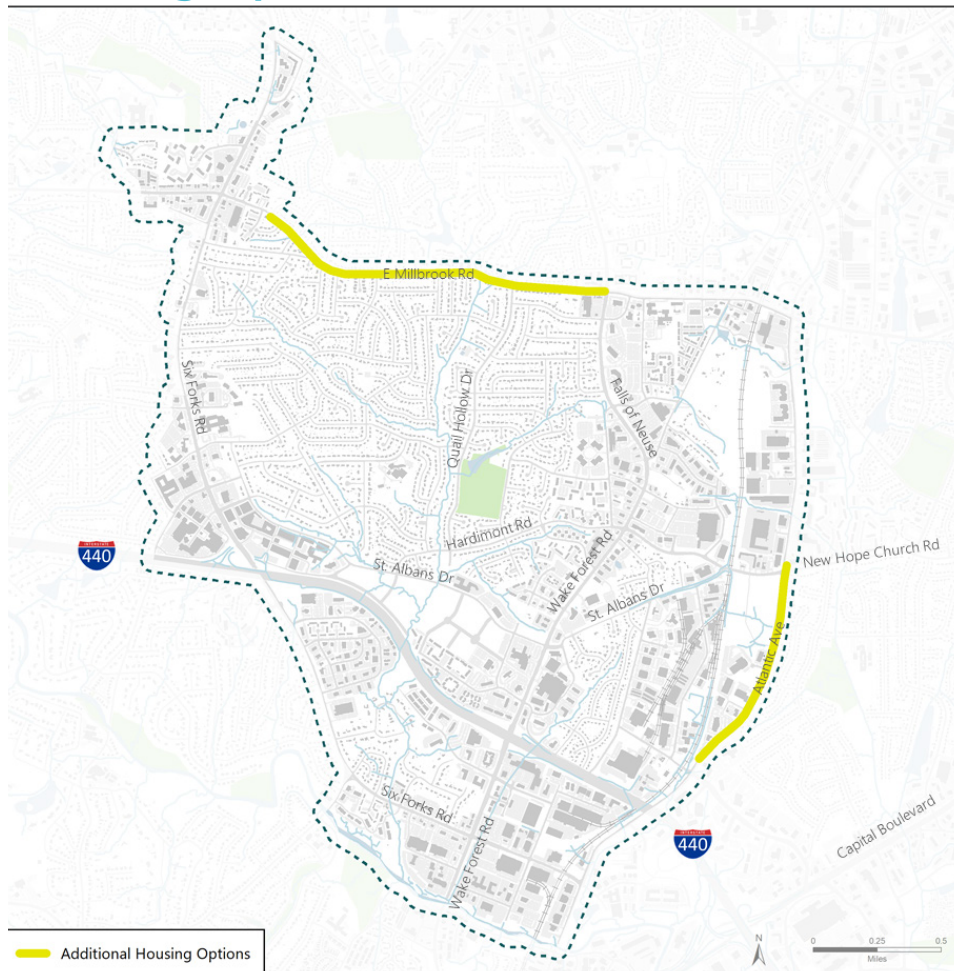 E Millbrook Rd
Six Forks Rd
Falls of Neuse
Quail Hollow Dr
Hardimont Rd
INTERSTATE
440
New Hope Church Rd
St. Albans Dr
Wake Forest Rd
St. Albans Dr
Atlantic Ave
Six Forks Rd
Wake Forest Rd
INTERSTATE
440
Capital Boulevard
Additional Housing Options
N
0 0.25 0.5
Miles